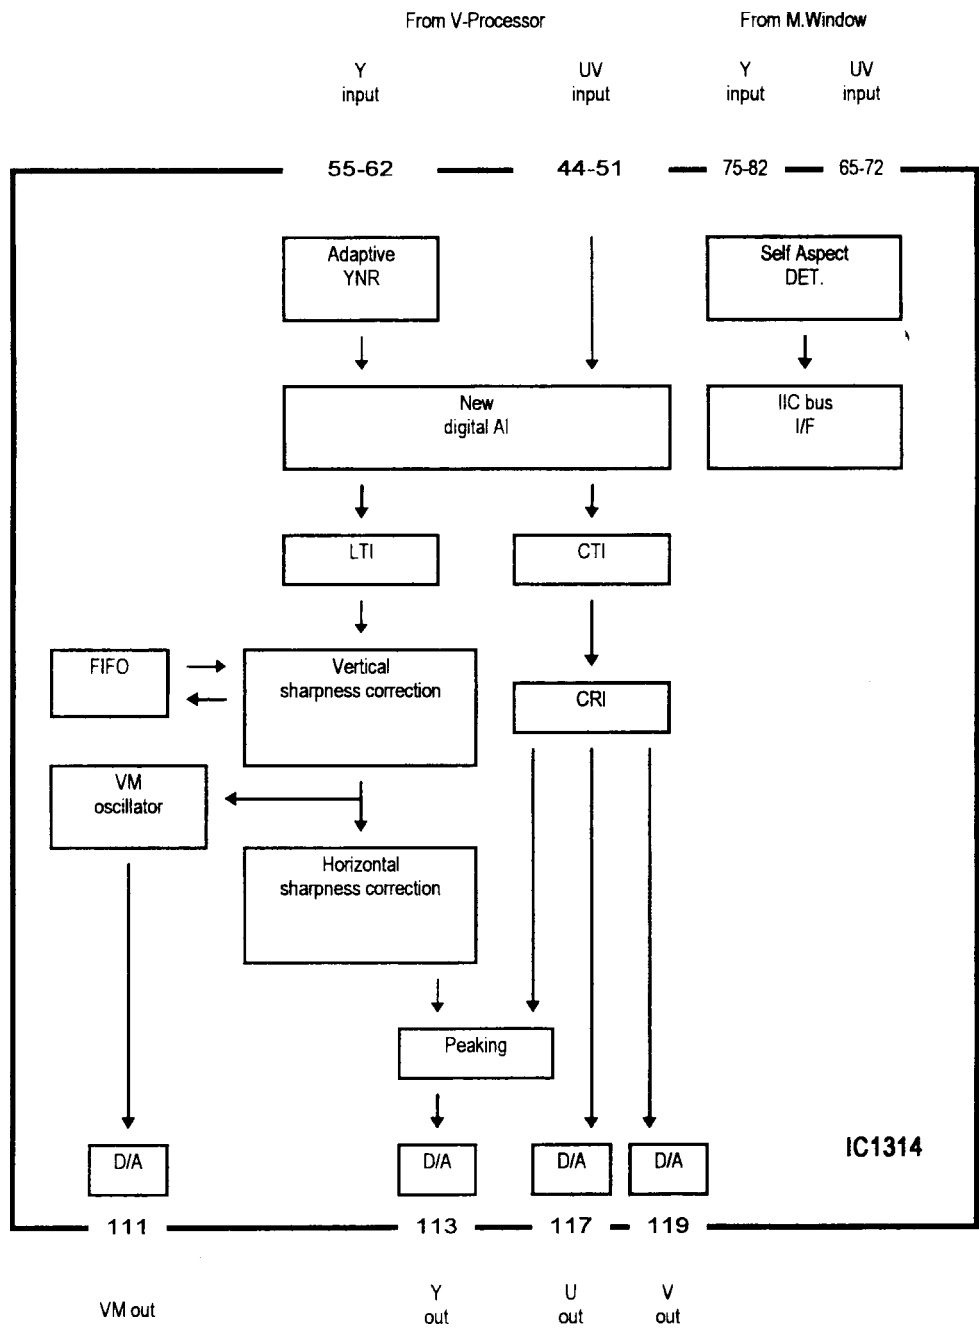 From V-Processor From M.Window
Y UV Y UV
input input input input
55-62 44-51 75-82 65-72
Adaptive
YNR
Self Aspect
DET.
New
digital AI
IIC bus
I/F
LTI CTI
FIFO
Vertical
sharpness correction
CRI
VM
oscillator
Horizontal
sharpness correction
Peaking
D/A D/A D/A D/A
IC1314
111 113 117 119
VM out
Y
out
U
out
V
out